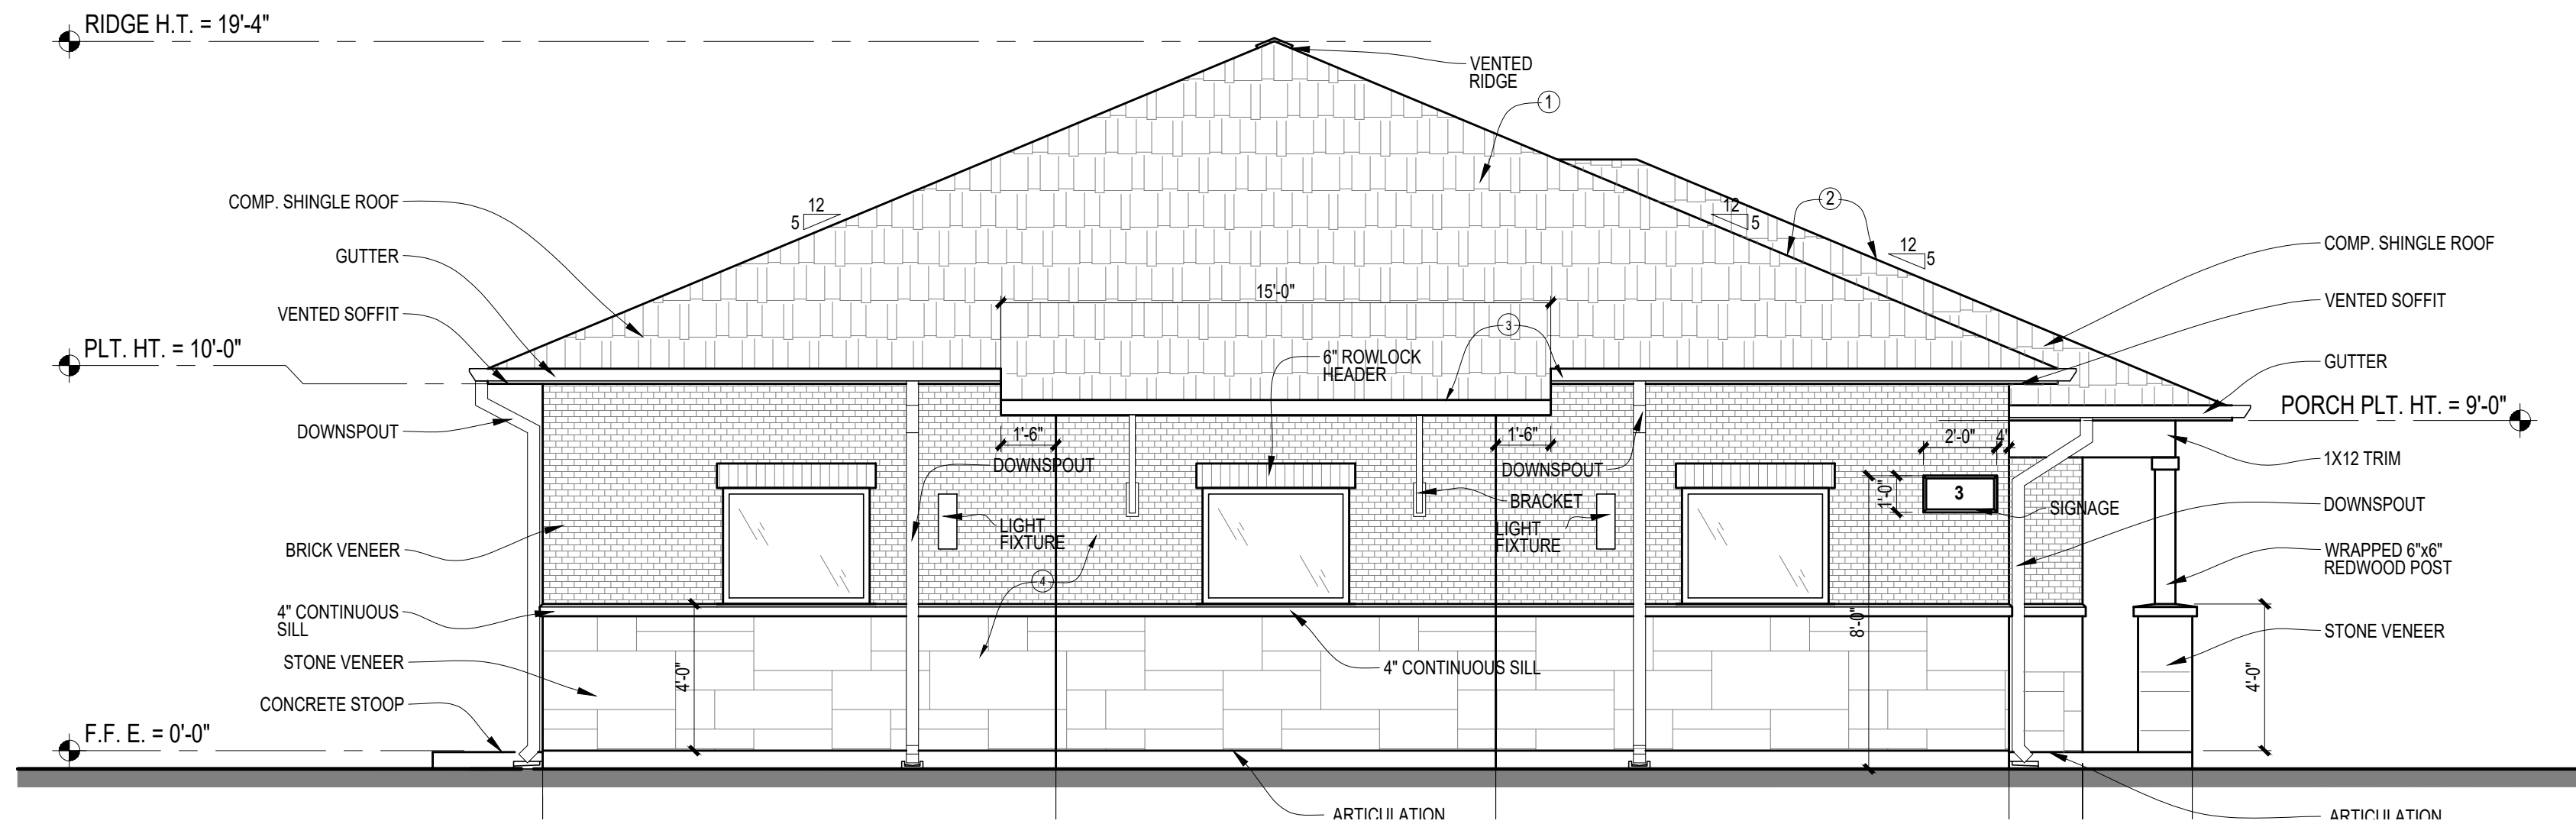 RIDGE H.T. = 19'-4"
VENTED
RIDGE
1
COMP. SHINGLE ROOF
12
5
12
5
2
12
5
COMP. SHINGLE ROOF
GUTTER
VENTED SOFFIT
15'-0"
VENTED SOFFIT
3
PLT. HT. = 10'-0"
6" ROWLOCK
HEADER
GUTTER
PORCH PLT. HT. = 9'-0"
DOWNSPOUT
1'-6"
1'-6"
2'-0"
4"
DOWNSPOUT
DOWNSPOUT
1X12 TRIM
1'-0"
3
BRACKET
SIGNAGE
DOWNSPOUT
LIGHT
FIXTURE
LIGHT
FIXTURE
BRICK VENEER
WRAPPED 6"x6"
REDWOOD POST
4
4" CONTINUOUS
SILL
8'-0"
STONE VENEER
STONE VENEER
4'-0"
4" CONTINUOUS SILL
4'-0"
CONCRETE STOOP
F.F. E. = 0'-0"
ARTICULATION
ARTICULATION